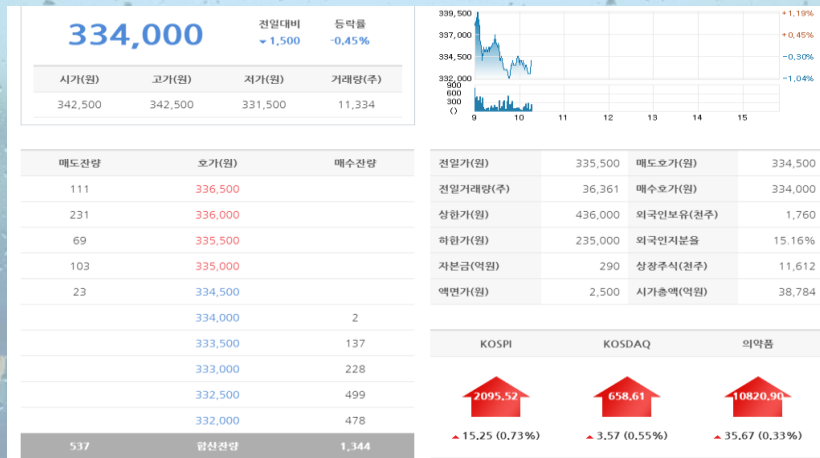 334,000
전일대비
▼ 1,500
등락률
-0.45%
시가(원) 고가(원) 저가(원) 거래량(주)
342,500 342,500 331,500 11,334
339,500 +1,19%
337,000 +0,45%
334,500 -0,30%
332,000 -1,04%
900
600
300
0
9 10 11 12 13 14 15
매도잔량 호가(원) 매수잔량
111 336,500
231 336,000
69 335,500
103 335,000
23 334,500
334,000 2
333,500 137
333,000 228
332,500 499
332,000 478
537 합산잔량 1,344
전일가(원) 335,500 매도호가(원) 334,500
전일거래량(주) 36,361 매수호가(원) 334,000
상한가(원) 436,000 외국인보유(천주) 1,760
하한가(원) 235,000 외국인지분율 15.16%
자본금(억원) 290 상장주식(천주) 11,612
액면가(원) 2,500 시가총액(억원) 38,784
KOSPI KOSDAQ 의약품
2095,52 658,61 10820,90
▲ 15.25 (0.73%) ▲ 3.57 (0.55%) ▲ 35.67 (0.33%)